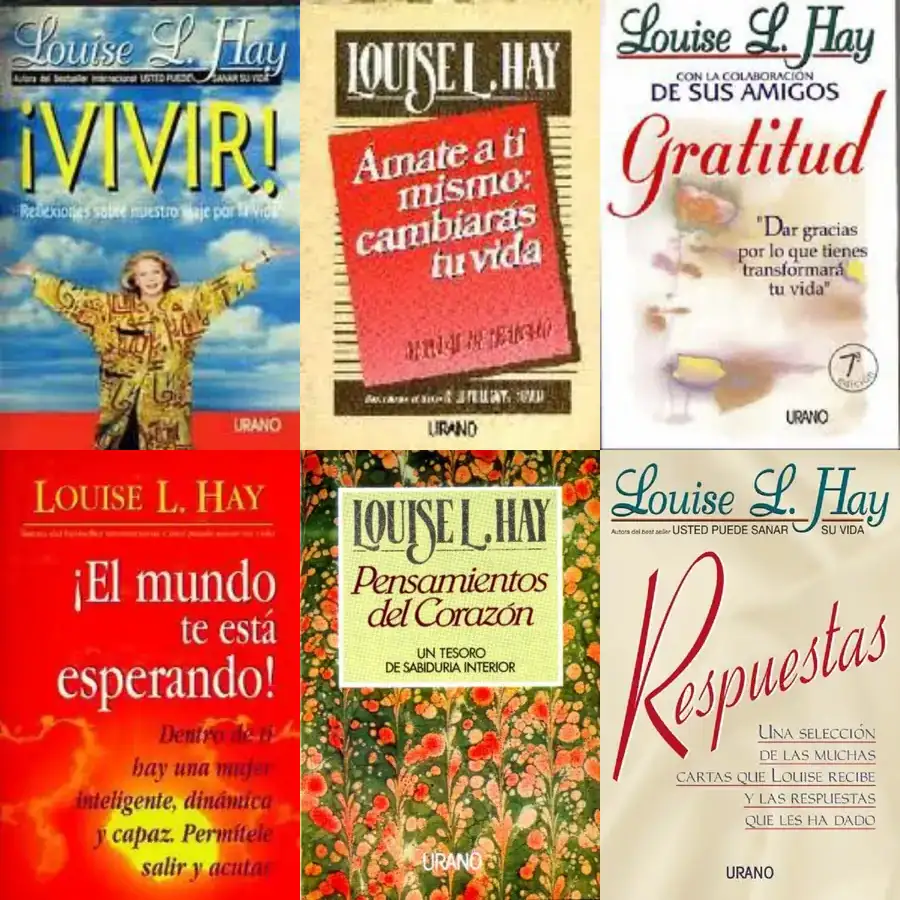 Louise L. Hay
Autora del bestseller internacional USTED PUEDE SANAR SU VIDA
¡VIVIR!
Reflexiones sobre nuestro viaje por la vida
URANO
LOUISE L. HAY
Ámate a ti
mismo:
cambiarás
tu vida
MANUAL DE TRABAJO
URANO
Louise L. Hay
CON LA COLABORACIÓN
DE SUS AMIGOS
Gratitud
"Dar gracias
por lo que tienes
transformará
tu vida"
7ª
edición
URANO
LOUISE L. HAY
¡El mundo
te está
esperando!
Dentro de ti
hay una mujer
inteligente, dinámica
y capaz. Permítele
salir y acutar
LOUISE L. HAY
Pensamientos
del Corazón
UN TESORO
DE SABIDURIA INTERIOR
URANO
Louise L. Hay
Autora del best seller USTED PUEDE SANAR SU VIDA
Respuestas
UNA SELECCIÓN
DE LAS MUCHAS
CARTAS QUE LOUISE RECIBE
Y LAS RESPUESTAS
QUE LES HA DADO
URANO